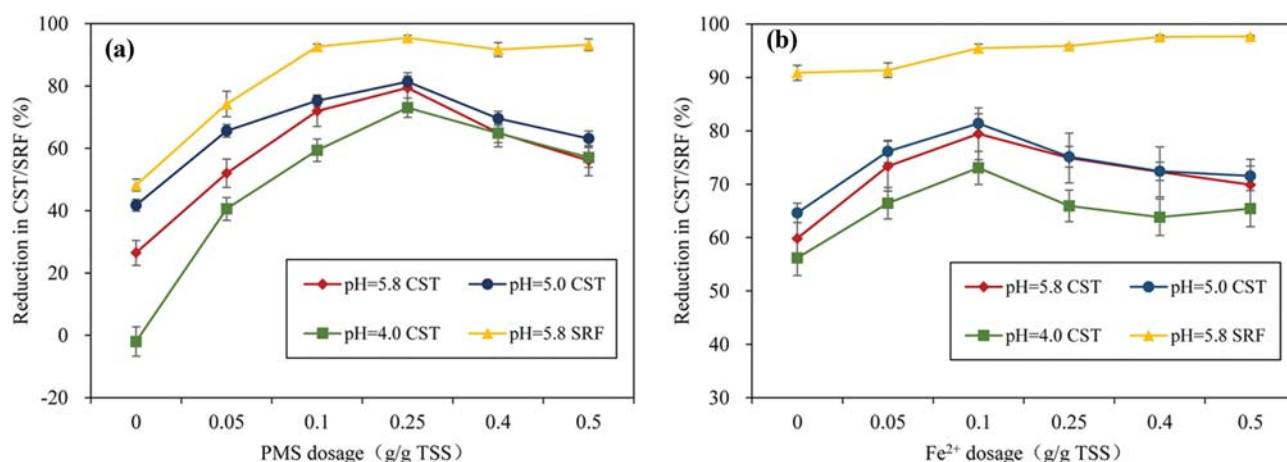 (a)
Reduction in CST/SRF (%)
100
80
60
40
20
0
-20
pH=5.8 CST
pH=5.0 CST
pH=4.0 CST
pH=5.8 SRF
0 0.05 0.1 0.25 0.4 0.5
PMS dosage（g/g TSS）
(b)
Reduction in CST/SRF (%)
100
90
80
70
60
50
40
30
pH=5.8 CST
pH=5.0 CST
pH=4.0 CST
pH=5.8 SRF
0 0.05 0.1 0.25 0.4 0.5
Fe²⁺ dosage（g/g TSS）